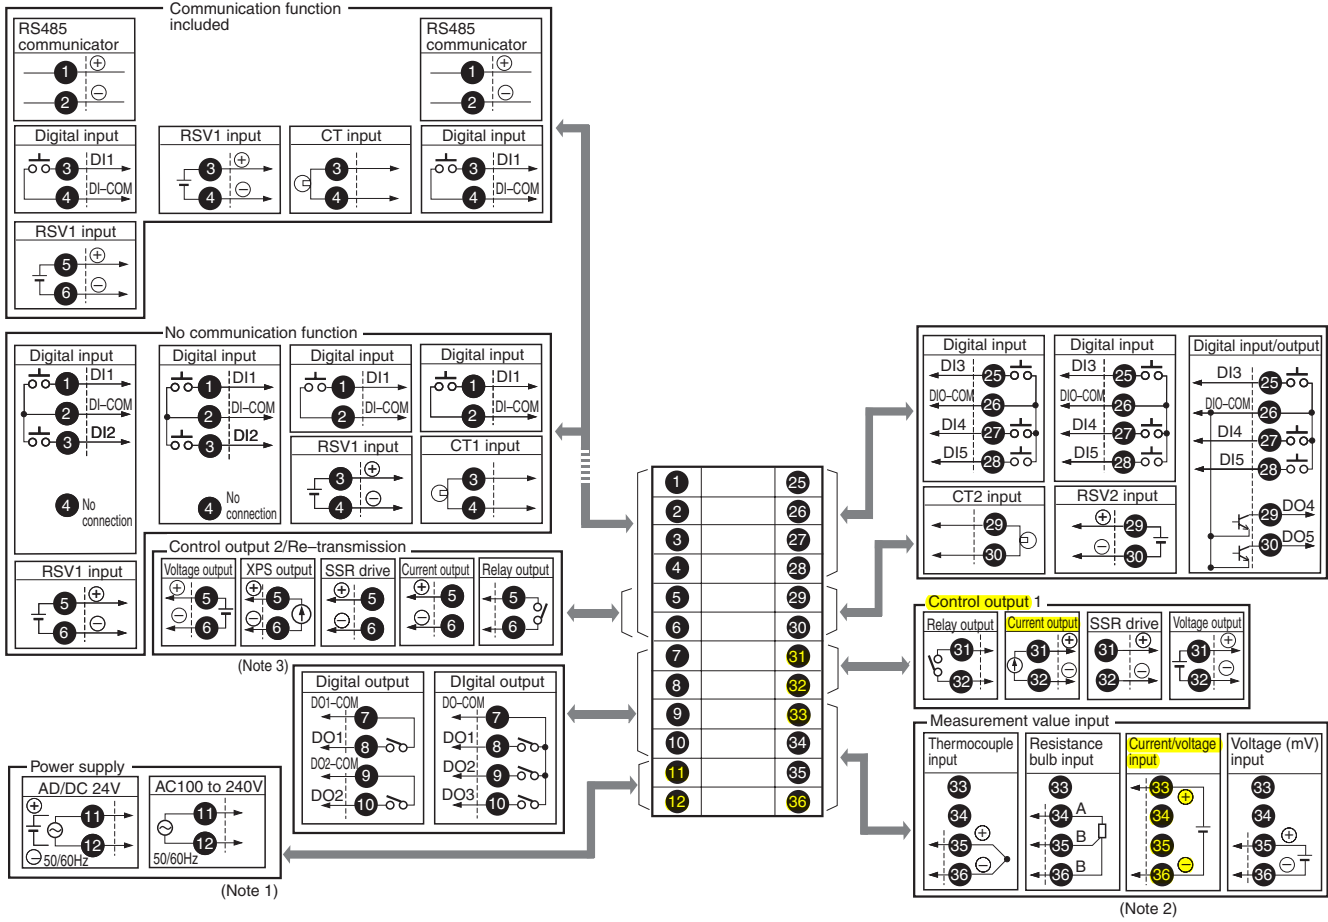 Communication function
included
RS485
communicator
1 ⊕
2 ⊖
RS485
communicator
1 ⊕
2 ⊖
Digital input
3 DI1
4 DI–COM
RSV1 input
3 ⊕
4 ⊖
CT input
3
4
Digital input
3 DI1
4 DI–COM
RSV1 input
5 ⊕
6 ⊖
No communication function
Digital input
1 DI1
2 DI–COM
3 DI2
4 No
connection
Digital input
1 DI1
2 DI–COM
3 DI2
4 No
connection
Digital input
1 DI1
2 DI–COM
RSV1 input
3 ⊕
4 ⊖
Digital input
1 DI1
2 DI–COM
CT1 input
3
4
RSV1 input
5 ⊕
6 ⊖
Control output 2/Re–transmission
Voltage output
⊕ 5
⊖ 6
XPS output
⊕ 5
⊖ 6
SSR drive
⊕ 5
⊖ 6
Current output
⊕ 5
⊖ 6
Relay output
5
6
(Note 3)
Digital output
DO1–COM 7
DO1 8
DO2–COM 9
DO2 10
DIgital output
DO–COM 7
DO1 8
DO2 9
DO3 10
Power supply
AD/DC 24V
⊕ 11
12
⊖ 50/60Hz
AC100 to 240V
11
12
50/60Hz
(Note 1)
1 25
2 26
3 27
4 28
5 29
6 30
7 31
8 32
9 33
10 34
11 35
12 36
Digital input
DI3 25
DIO–COM 26
DI4 27
DI5 28
Digital input
DI3 25
DIO–COM 26
DI4 27
DI5 28
Digital input/output
DI3 25
DIO–COM 26
DI4 27
DI5 28
29 DO4
30 DO5
CT2 input
29
30
RSV2 input
⊕ 29
⊖ 30
Control output 1
Relay output
31
32
Current output
31 ⊕
32 ⊖
SSR drive
31 ⊕
32 ⊖
Voltage output
31 ⊕
32 ⊖
Measurement value input
Thermocouple
input
33
34
35 ⊕
36 ⊖
Resistance
bulb input
33
34 A
35 B
36 B
Current/voltage
input
33 ⊕
34
35
36 ⊖
Voltage (mV)
input
33
34
35 ⊕
36 ⊖
(Note 2)